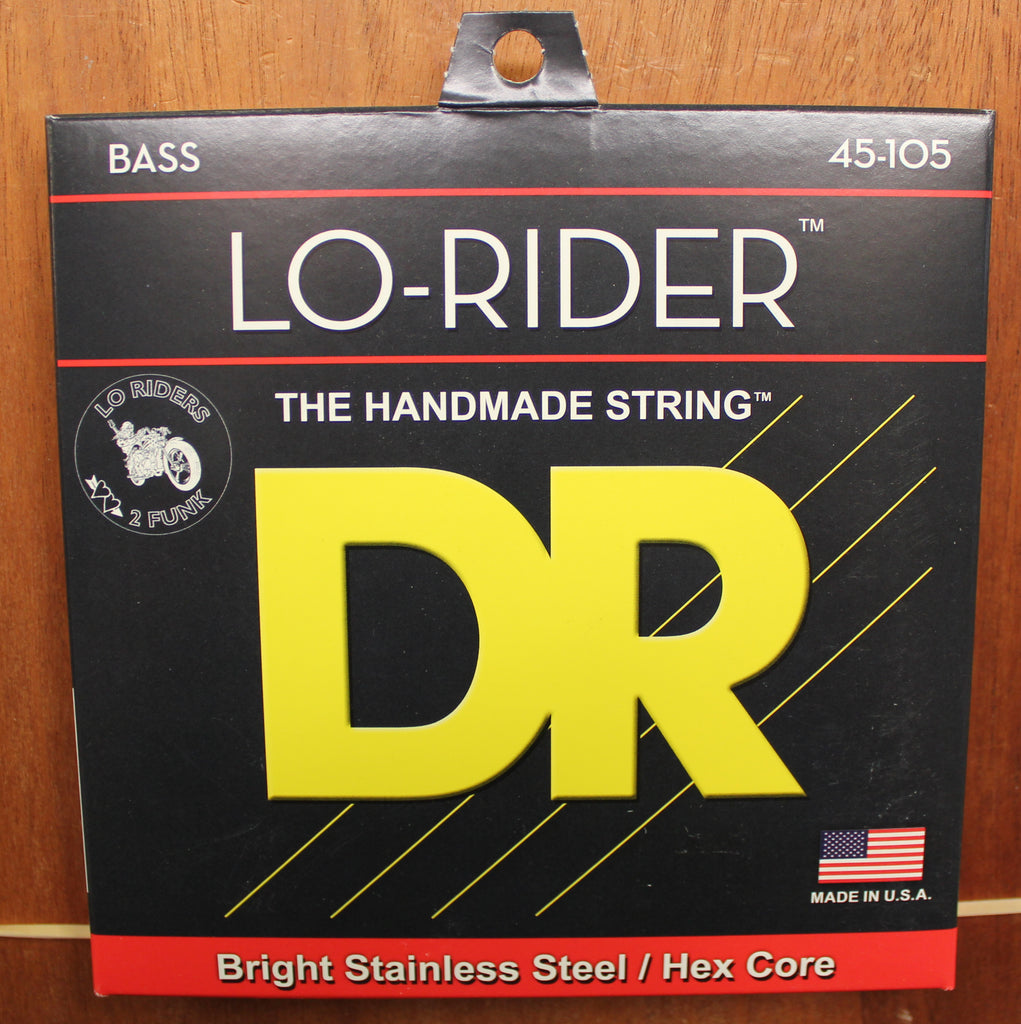 BASS 45-105
LO-RIDER™
THE HANDMADE STRING™
LO RIDERS
2 FUNK
DR
MADE IN U.S.A.
Bright Stainless Steel / Hex Core